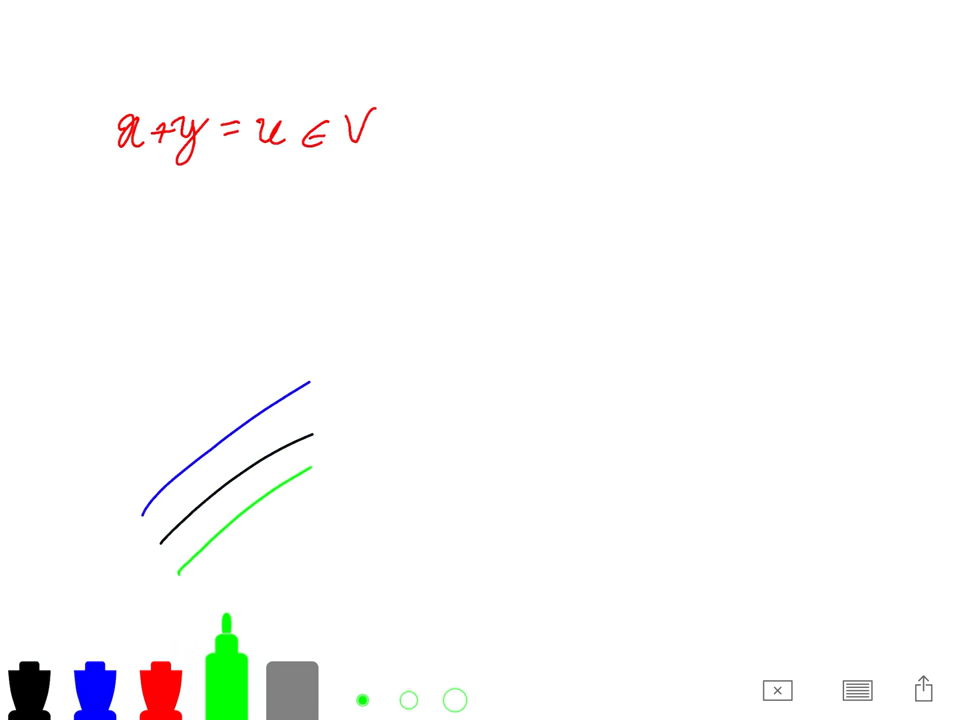 x+y = u ∈ V